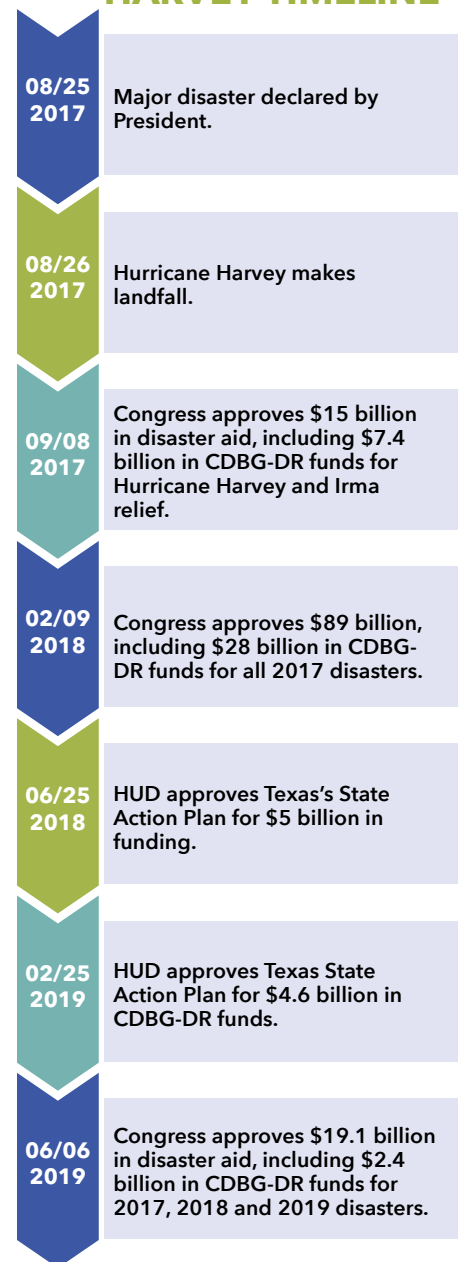 HARVEY TIMELINE
08/25
2017
Major disaster declared by
President.
08/26
2017
Hurricane Harvey makes
landfall.
09/08
2017
Congress approves $15 billion
in disaster aid, including $7.4
billion in CDBG-DR funds for
Hurricane Harvey and Irma
relief.
02/09
2018
Congress approves $89 billion,
including $28 billion in CDBG-
DR funds for all 2017 disasters.
06/25
2018
HUD approves Texas's State
Action Plan for $5 billion in
funding.
02/25
2019
HUD approves Texas State
Action Plan for $4.6 billion in
CDBG-DR funds.
06/06
2019
Congress approves $19.1 billion
in disaster aid, including $2.4
billion in CDBG-DR funds for
2017, 2018 and 2019 disasters.